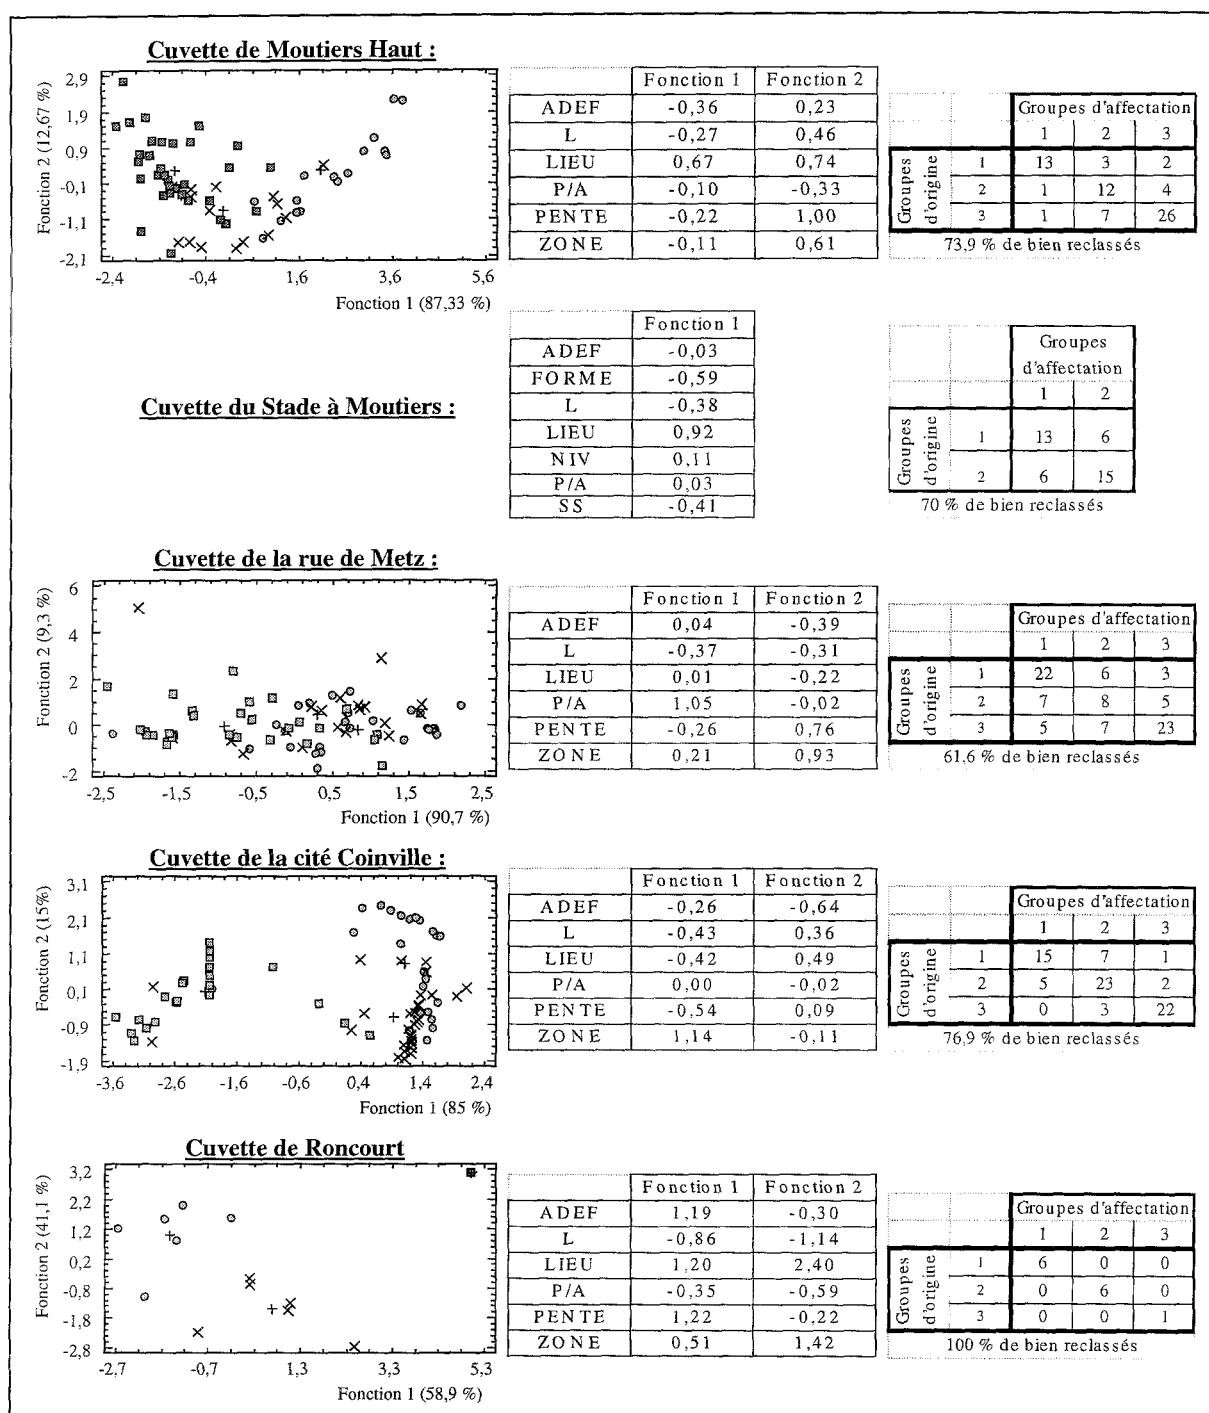 Cuvette de Moutiers Haut :
Fonction 2 (12,67 %)
2,9
1,9
0,9
-0,1
-1,1
-2,1
-2,4 -0,4 1,6 3,6 5,6
Fonction 1 (87,33 %)
Fonction 1 Fonction 2
ADEF -0,36 0,23
L -0,27 0,46
LIEU 0,67 0,74
P/A -0,10 -0,33
PENTE -0,22 1,00
ZONE -0,11 0,61
Groupes d'affectation
1 2 3
Groupes d'origine
1 13 3 2
2 1 12 4
3 1 7 26
73,9 % de bien reclassés
Cuvette du Stade à Moutiers :
Fonction 1
ADEF -0,03
FORME -0,59
L -0,38
LIEU 0,92
NIV 0,11
P/A 0,03
SS -0,41
Groupes
d'affectation
1 2
Groupes d'origine
1 13 6
2 6 15
70 % de bien reclassés
Cuvette de la rue de Metz :
Fonction 2 (9,3 %)
6
4
2
0
-2
-2,5 -1,5 -0,5 0,5 1,5 2,5
Fonction 1 (90,7 %)
Fonction 1 Fonction 2
ADEF 0,04 -0,39
L -0,37 -0,31
LIEU 0,01 -0,22
P/A 1,05 -0,02
PENTE -0,26 0,76
ZONE 0,21 0,93
Groupes d'affectation
1 2 3
Groupes d'origine
1 22 6 3
2 7 8 5
3 5 7 23
61,6 % de bien reclassés
Cuvette de la cité Coinville :
Fonction 2 (15%)
3,1
2,1
1,1
0,1
-0,9
-1,9
-3,6 -2,6 -1,6 -0,6 0,4 1,4 2,4
Fonction 1 (85 %)
Fonction 1 Fonction 2
ADEF -0,26 -0,64
L -0,43 0,36
LIEU -0,42 0,49
P/A 0,00 -0,02
PENTE -0,54 0,09
ZONE 1,14 -0,11
Groupes d'affectation
1 2 3
Groupes d'origine
1 15 7 1
2 5 23 2
3 0 3 22
76,9 % de bien reclassés
Cuvette de Roncourt
Fonction 2 (41,1 %)
3,2
2,2
1,2
0,2
-0,8
-1,8
-2,8
-2,7 -0,7 1,3 3,3 5,3
Fonction 1 (58,9 %)
Fonction 1 Fonction 2
ADEF 1,19 -0,30
L -0,86 -1,14
LIEU 1,20 2,40
P/A -0,35 -0,59
PENTE 1,22 -0,22
ZONE 0,51 1,42
Groupes d'affectation
1 2 3
Groupes d'origine
1 6 0 0
2 0 6 0
3 0 0 1
100 % de bien reclassés